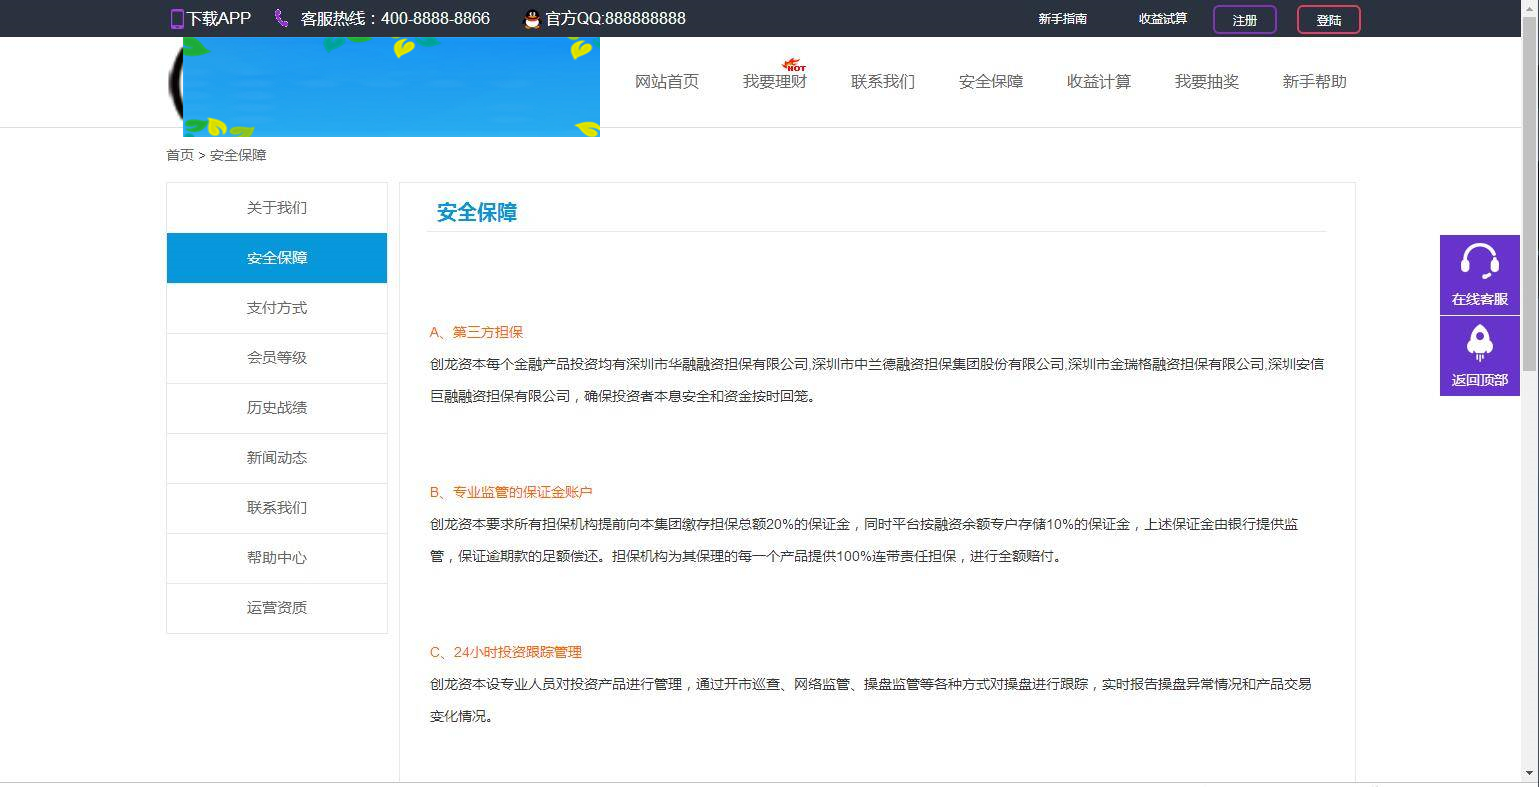 下载APP 客服热线：400-8888-8866 官方QQ:888888888 新手指南 收益试算 注册 登陆
HOT
网站首页 我要理财 联系我们 安全保障 收益计算 我要抽奖 新手帮助
首页 > 安全保障
关于我们
安全保障
支付方式
会员等级
历史战绩
新闻动态
联系我们
帮助中心
运营资质
安全保障
A、第三方担保
创龙资本每个金融产品投资均有深圳市华融融资担保有限公司,深圳市中兰德融资担保集团股份有限公司,深圳市金瑞格融资担保有限公司,深圳安信
巨融融资担保有限公司，确保投资者本息安全和资金按时回笼。
B、专业监管的保证金账户
创龙资本要求所有担保机构提前向本集团缴存担保总额20%的保证金，同时平台按融资余额专户存储10%的保证金，上述保证金由银行提供监
管，保证逾期款的足额偿还。担保机构为其保理的每一个产品提供100%连带责任担保，进行全额赔付。
C、24小时投资跟踪管理
创龙资本设专业人员对投资产品进行管理，通过开市巡查、网络监管、操盘监管等各种方式对操盘进行跟踪，实时报告操盘异常情况和产品交易
变化情况。
在线客服
返回顶部